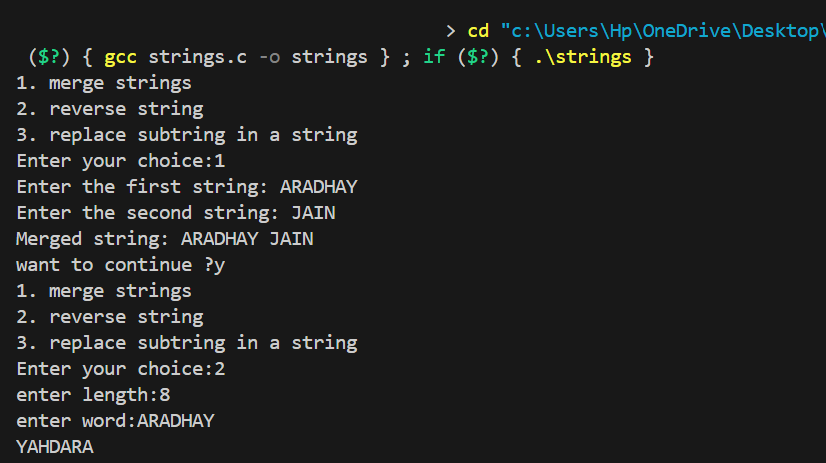 > cd "c:\Users\Hp\OneDrive\Desktop\
($?) { gcc strings.c -o strings } ; if ($?) { .\strings }
1. merge strings
2. reverse string
3. replace subtring in a string
Enter your choice:1
Enter the first string: ARADHAY
Enter the second string: JAIN
Merged string: ARADHAY JAIN
want to continue ?y
1. merge strings
2. reverse string
3. replace subtring in a string
Enter your choice:2
enter length:8
enter word:ARADHAY
YAHDARA